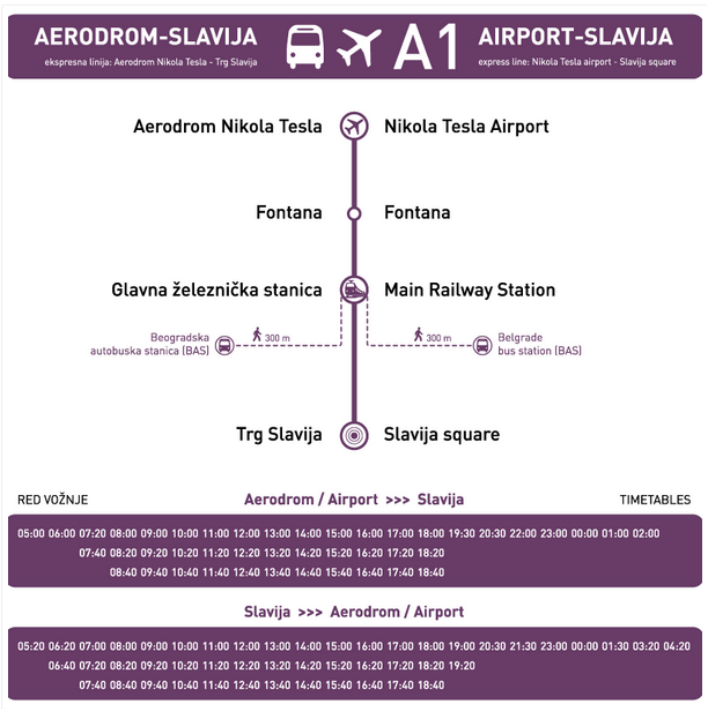 AERODROM-SLAVIJA
ekspresna linija: Aerodrom Nikola Tesla - Trg Slavija
A1
AIRPORT-SLAVIJA
express line: Nikola Tesla airport - Slavija square
Aerodrom Nikola Tesla
Nikola Tesla Airport
Fontana
Fontana
Glavna železnička stanica
Main Railway Station
Beogradska
autobuska stanica (BAS)
300 m
300 m
Belgrade
bus station (BAS)
Trg Slavija
Slavija square
RED VOŽNJE
Aerodrom / Airport >>> Slavija
TIMETABLES
05:00 06:00 07:20 08:00 09:00 10:00 11:00 12:00 13:00 14:00 15:00 16:00 17:00 18:00 19:30 20:30 22:00 23:00 00:00 01:00 02:00
07:40 08:20 09:20 10:20 11:20 12:20 13:20 14:20 15:20 16:20 17:20 18:20
08:40 09:40 10:40 11:40 12:40 13:40 14:40 15:40 16:40 17:40 18:40
Slavija >>> Aerodrom / Airport
05:20 06:20 07:00 08:00 09:00 10:00 11:00 12:00 13:00 14:00 15:00 16:00 17:00 18:00 19:00 20:30 21:30 23:00 00:00 01:30 03:20 04:20
06:40 07:20 08:20 09:20 10:20 11:20 12:20 13:20 14:20 15:20 16:20 17:20 18:20 19:20
07:40 08:40 09:40 10:40 11:40 12:40 13:40 14:40 15:40 16:40 17:40 18:40